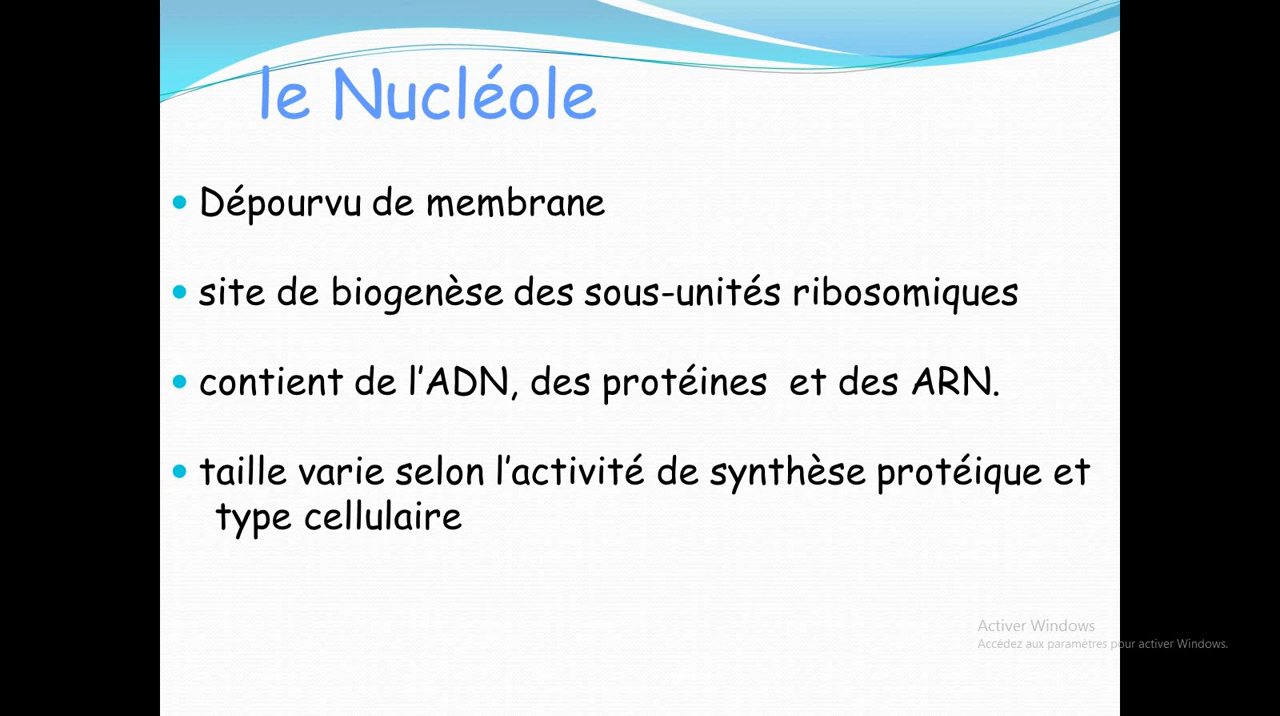 le Nucléole
• Dépourvu de membrane
• site de biogenèse des sous-unités ribosomiques
• contient de l’ADN, des protéines  et des ARN.
• taille varie selon l’activité de synthèse protéique et
type cellulaire
Activer Windows
Accédez aux paramètres pour activer Windows.